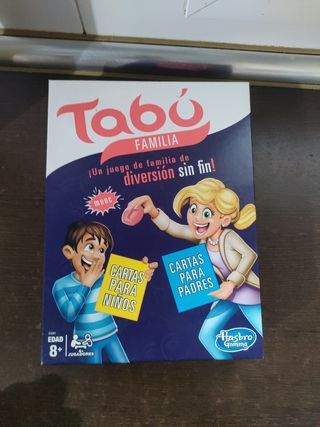 Tabú
FAMILIA
¡Un juego de familia de
diversión sin fin!
MOOC
CARTAS
PARA
NIÑOS
CARTAS
PARA
PADRES
EDAD
8+
JUGADORES
Hasbro
Gaming